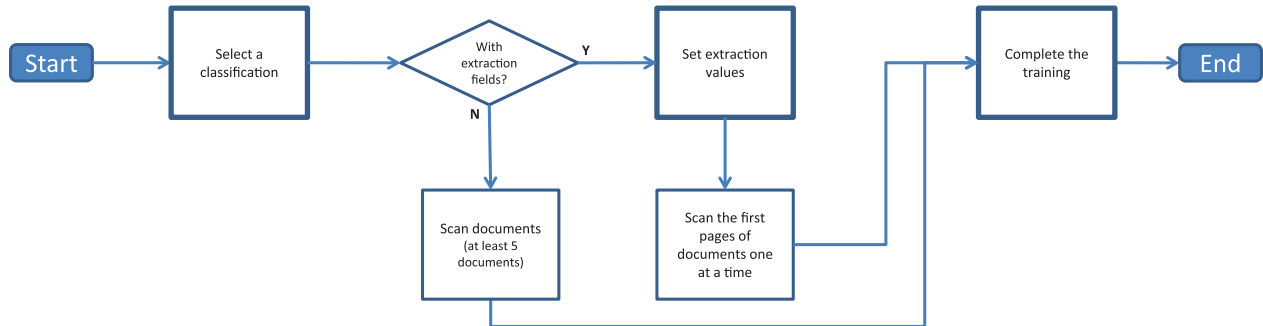 Start
Select a
classification
With
extraction
fields?
Y
N
Set extraction
values
Complete the
training
End
Scan documents
(at least 5
documents)
Scan the first
pages of
documents one
at a time